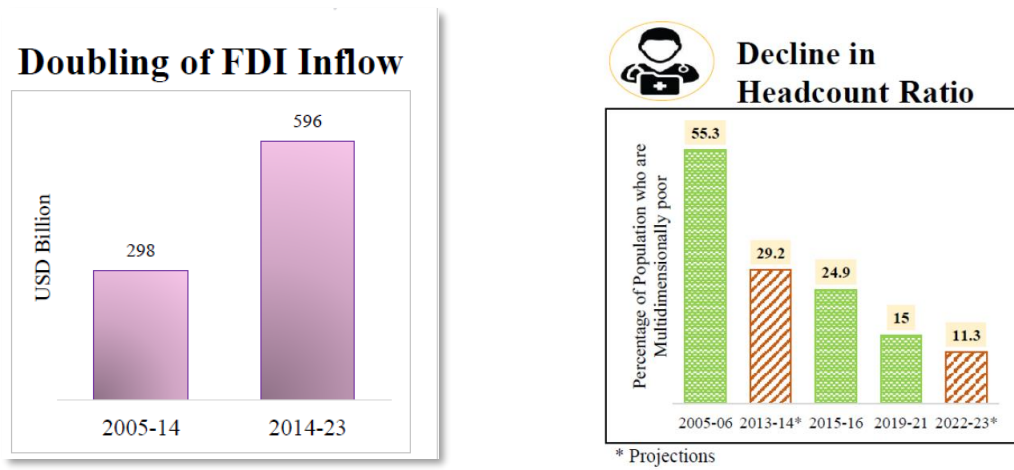 Doubling of FDI Inflow
USD Billion
298
596
2005-14
2014-23
Decline in
Headcount Ratio
Percentage of Population who are
Multidimensionally poor
55.3
29.2
24.9
15
11.3
2005-06 2013-14* 2015-16 2019-21 2022-23*
* Projections